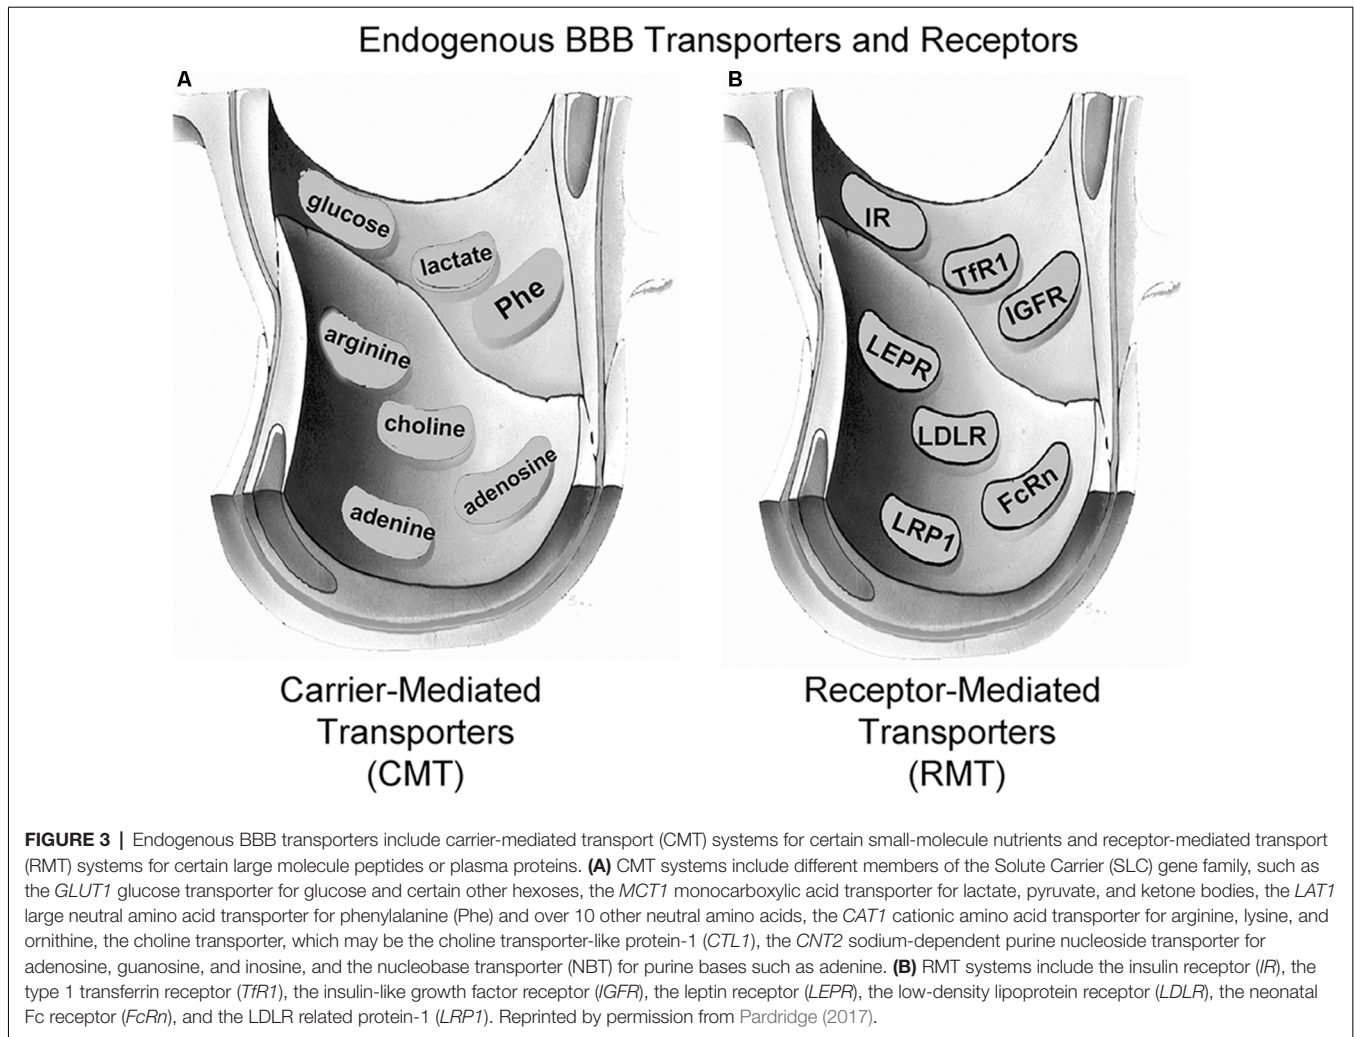 Endogenous BBB Transporters and Receptors
A
B
glucose
lactate
Phe
arginine
choline
adenosine
adenine
IR
TfR1
IGFR
LEPR
LDLR
FcRn
LRP1
Carrier-Mediated
Transporters
(CMT)
Receptor-Mediated
Transporters
(RMT)
FIGURE 3 | Endogenous BBB transporters include carrier-mediated transport (CMT) systems for certain small-molecule nutrients and receptor-mediated transport
(RMT) systems for certain large molecule peptides or plasma proteins. (A) CMT systems include different members of the Solute Carrier (SLC) gene family, such as
the GLUT1 glucose transporter for glucose and certain other hexoses, the MCT1 monocarboxylic acid transporter for lactate, pyruvate, and ketone bodies, the LAT1
large neutral amino acid transporter for phenylalanine (Phe) and over 10 other neutral amino acids, the CAT1 cationic amino acid transporter for arginine, lysine, and
ornithine, the choline transporter, which may be the choline transporter-like protein-1 (CTL1), the CNT2 sodium-dependent purine nucleoside transporter for
adenosine, guanosine, and inosine, and the nucleobase transporter (NBT) for purine bases such as adenine. (B) RMT systems include the insulin receptor (IR), the
type 1 transferrin receptor (TfR1), the insulin-like growth factor receptor (IGFR), the leptin receptor (LEPR), the low-density lipoprotein receptor (LDLR), the neonatal
Fc receptor (FcRn), and the LDLR related protein-1 (LRP1). Reprinted by permission from Pardridge (2017).